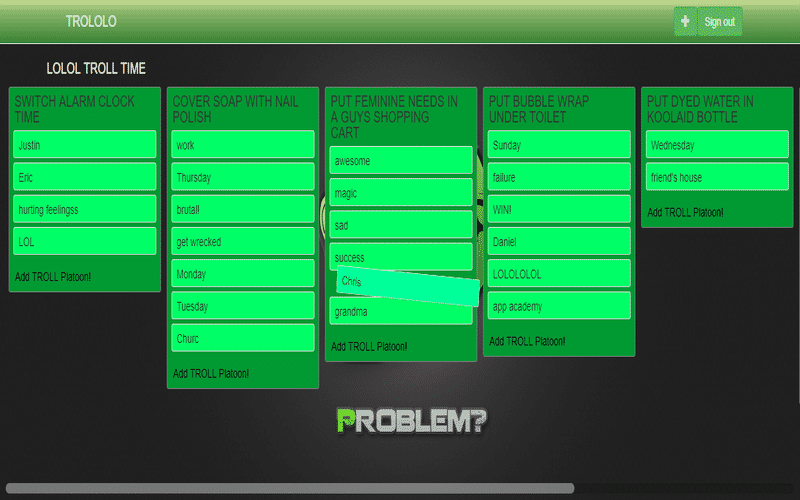 TROLOLO
+
Sign out
LOLOL TROLL TIME
SWITCH ALARM CLOCK
TIME
Justin
Eric
hurting feelingss
LOL
Add TROLL Platoon!
COVER SOAP WITH NAIL
POLISH
work
Thursday
brutal!
get wrecked
Monday
Tuesday
Churc
Add TROLL Platoon!
PUT FEMININE NEEDS IN
A GUYS SHOPPING
CART
awesome
magic
sad
success
Chris
grandma
Add TROLL Platoon!
PUT BUBBLE WRAP
UNDER TOILET
Sunday
failure
WIN!
Daniel
LOLOLOLOL
app academy
Add TROLL Platoon!
PUT DYED WATER IN
KOOLAID BOTTLE
Wednesday
friend's house
Add TROLL Platoon!
PROBLEM?